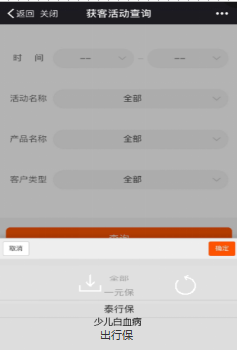 返回 关闭 获客活动查询
时 间 -- - --
活动名称 全部
产品名称 全部
客户类型 全部
查询
取消 确定
全部
一元保
泰行保
少儿白血病
出行保